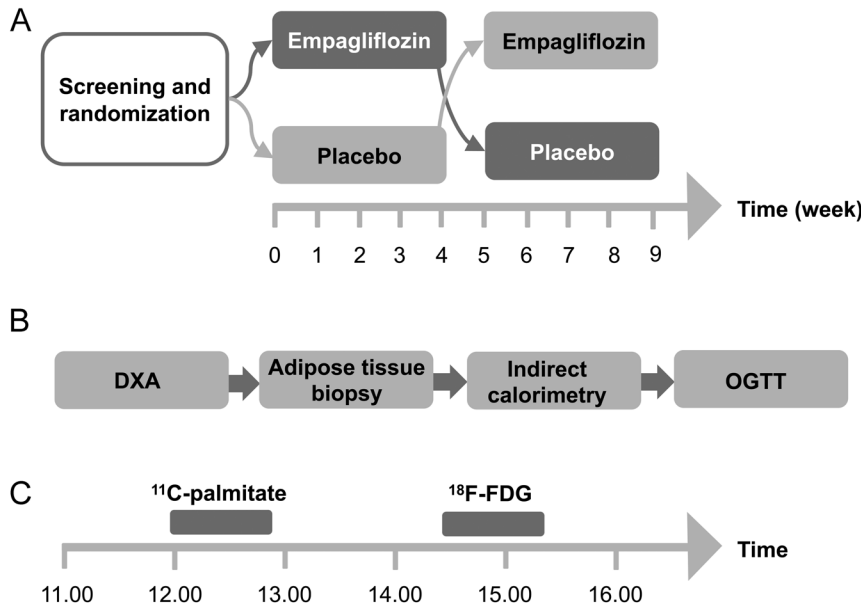 A
Screening and
randomization
Empagliflozin
Empagliflozin
Placebo
Placebo
Time (week)
0 1 2 3 4 5 6 7 8 9
B
DXA
Adipose tissue
biopsy
Indirect
calorimetry
OGTT
C
¹¹C-palmitate
¹⁸F-FDG
Time
11.00 12.00 13.00 14.00 15.00 16.00